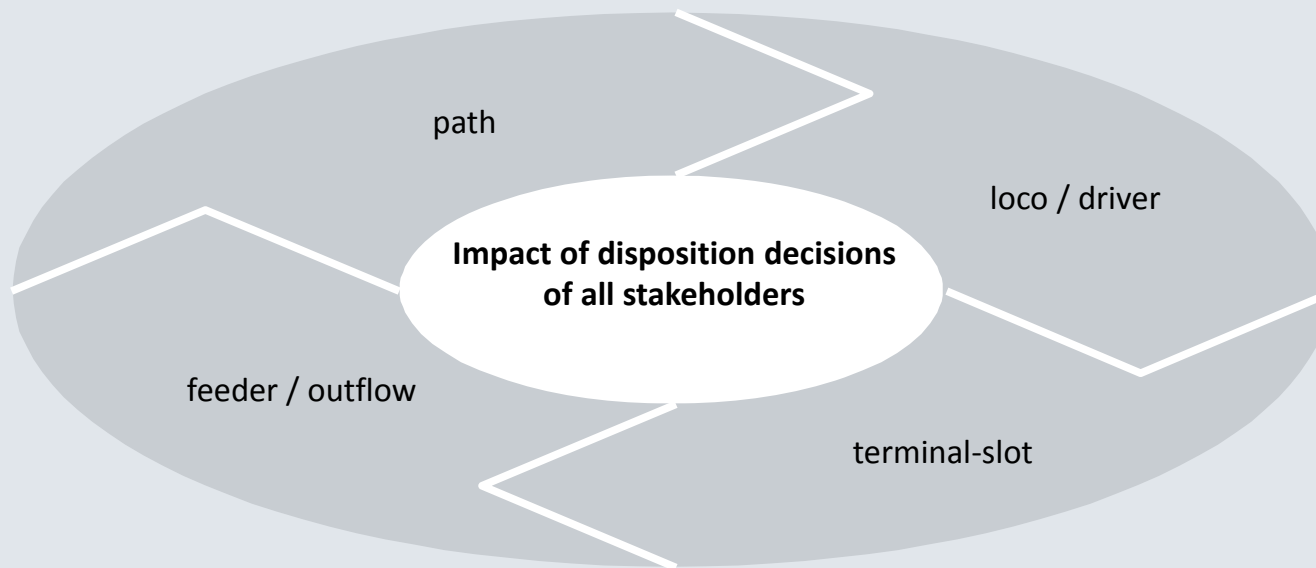 path
loco / driver
Impact of disposition decisions
of all stakeholders
feeder / outflow
terminal-slot